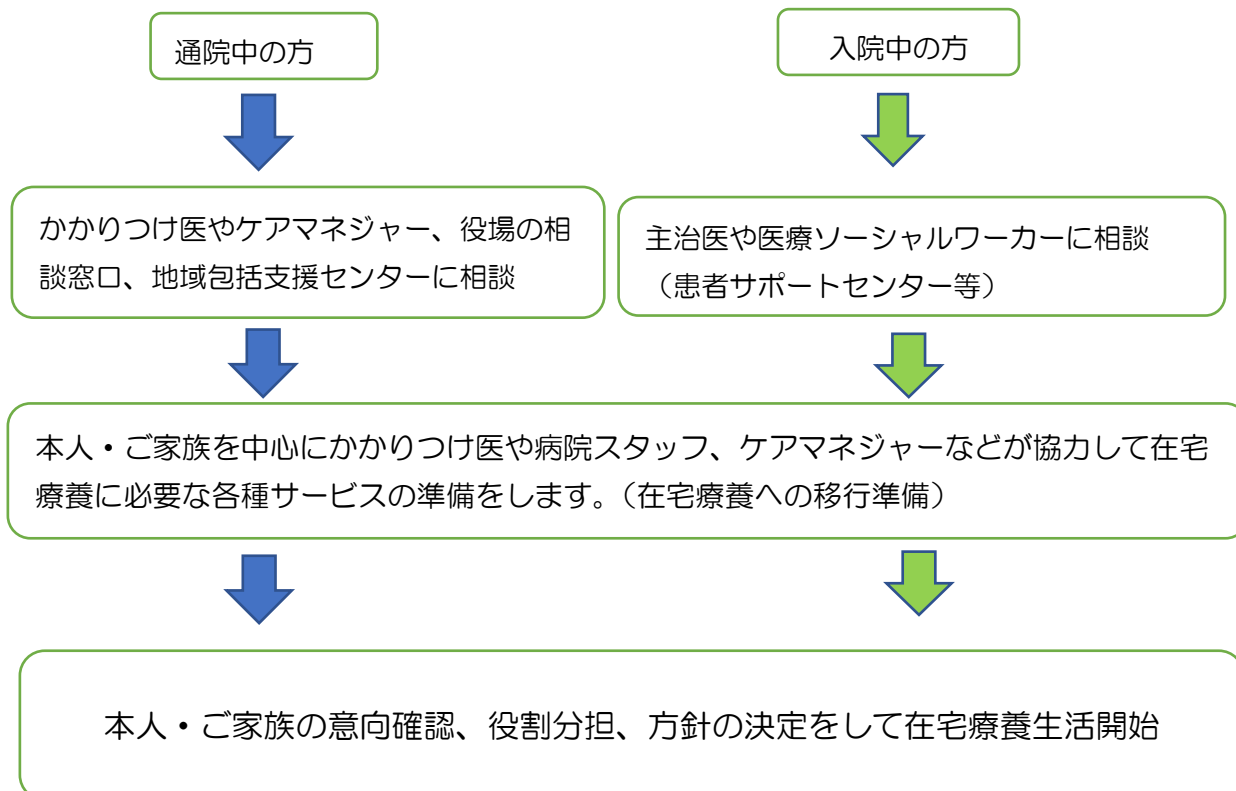 通院中の方
入院中の方
かかりつけ医やケアマネジャー、役場の相
談窓口、地域包括支援センターに相談
主治医や医療ソーシャルワーカーに相談
（患者サポートセンター等）
本人・ご家族を中心にかかりつけ医や病院スタッフ、ケアマネジャーなどが協力して在宅
療養に必要な各種サービスの準備をします。（在宅療養への移行準備）
本人・ご家族の意向確認、役割分担、方針の決定をして在宅療養生活開始